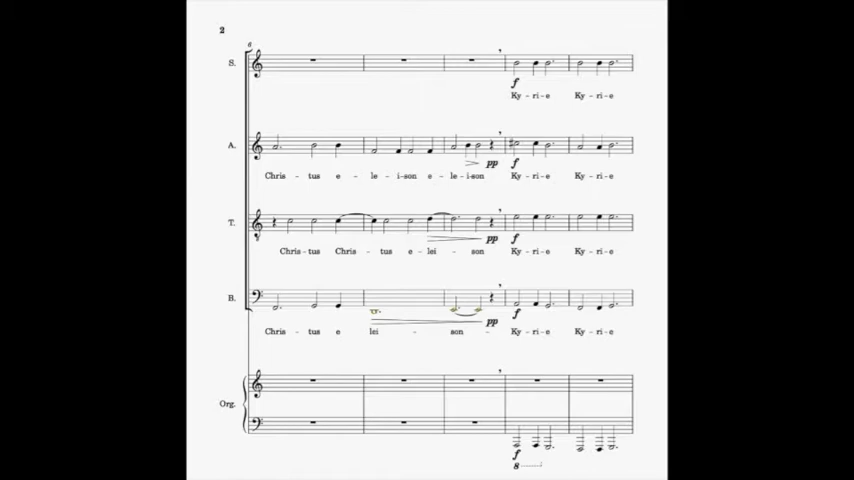 2
6
S.
f
Ky - ri - e Ky - ri - e
A.
pp f
Chris - tus e - le - i - son e - le - i - son Ky - ri - e Ky - ri - e
T.
pp f
Chris - tus Chris - tus e - lei - son Ky - ri - e Ky - ri - e
B.
pp f
Chris - tus e lei - son - Ky - ri - e Ky - ri - e
Org.
f
8